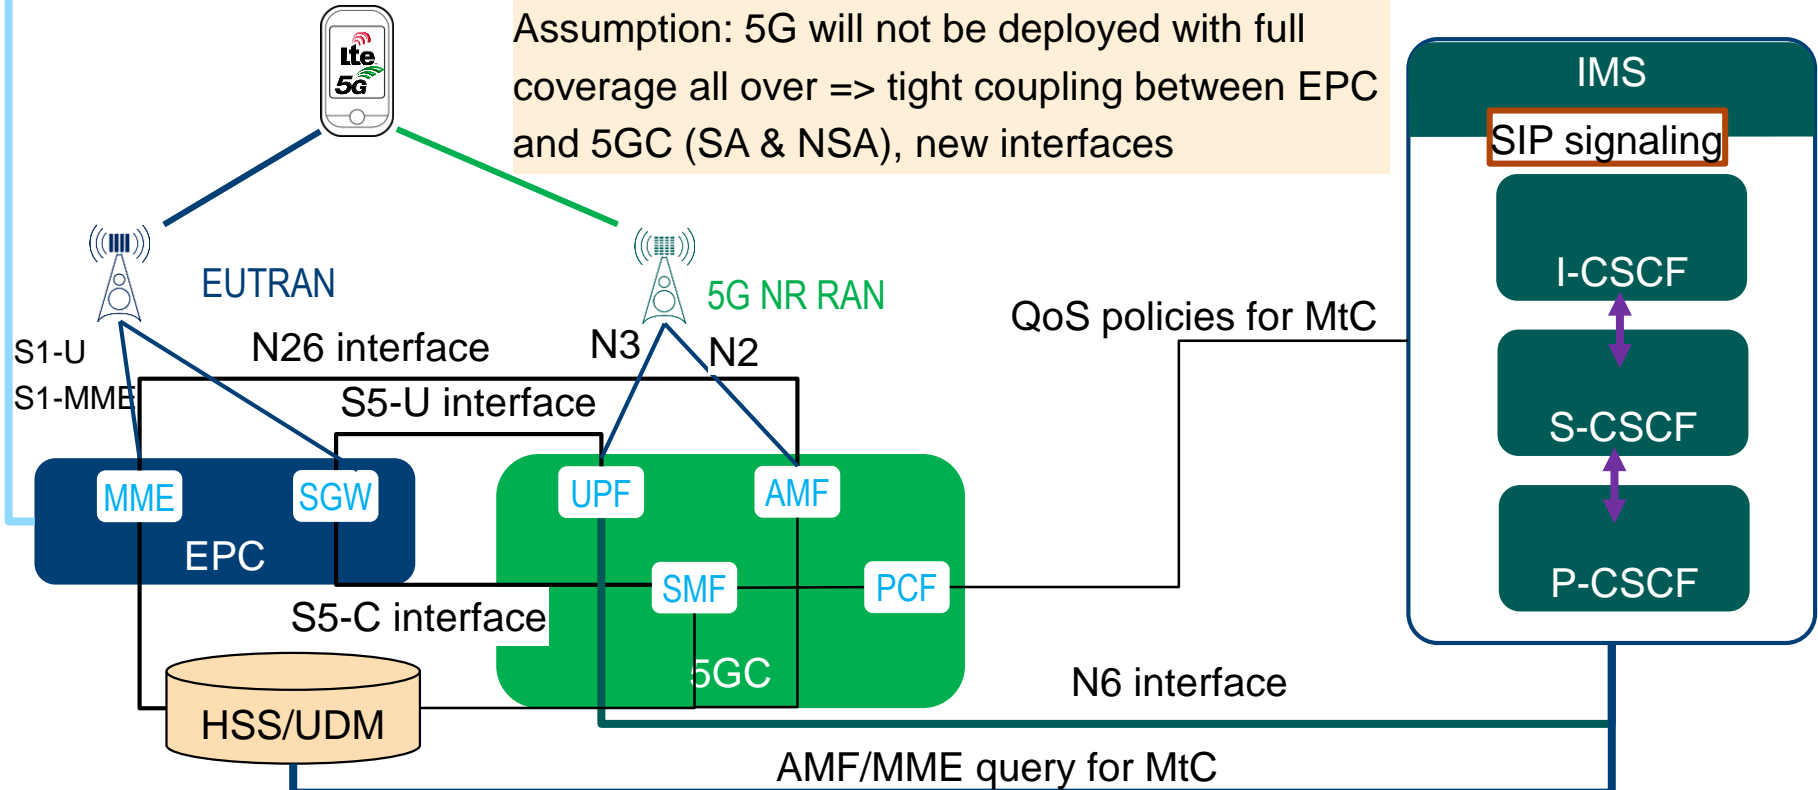 Lte
5G
Assumption: 5G will not be deployed with full
coverage all over => tight coupling between EPC
and 5GC (SA & NSA), new interfaces
IMS
SIP signaling
I-CSCF
S-CSCF
P-CSCF
EUTRAN
5G NR RAN
QoS policies for MtC
S1-U
S1-MME
N26 interface
N3
N2
S5-U interface
MME
SGW
EPC
UPF
AMF
SMF
PCF
5GC
S5-C interface
HSS/UDM
N6 interface
AMF/MME query for MtC